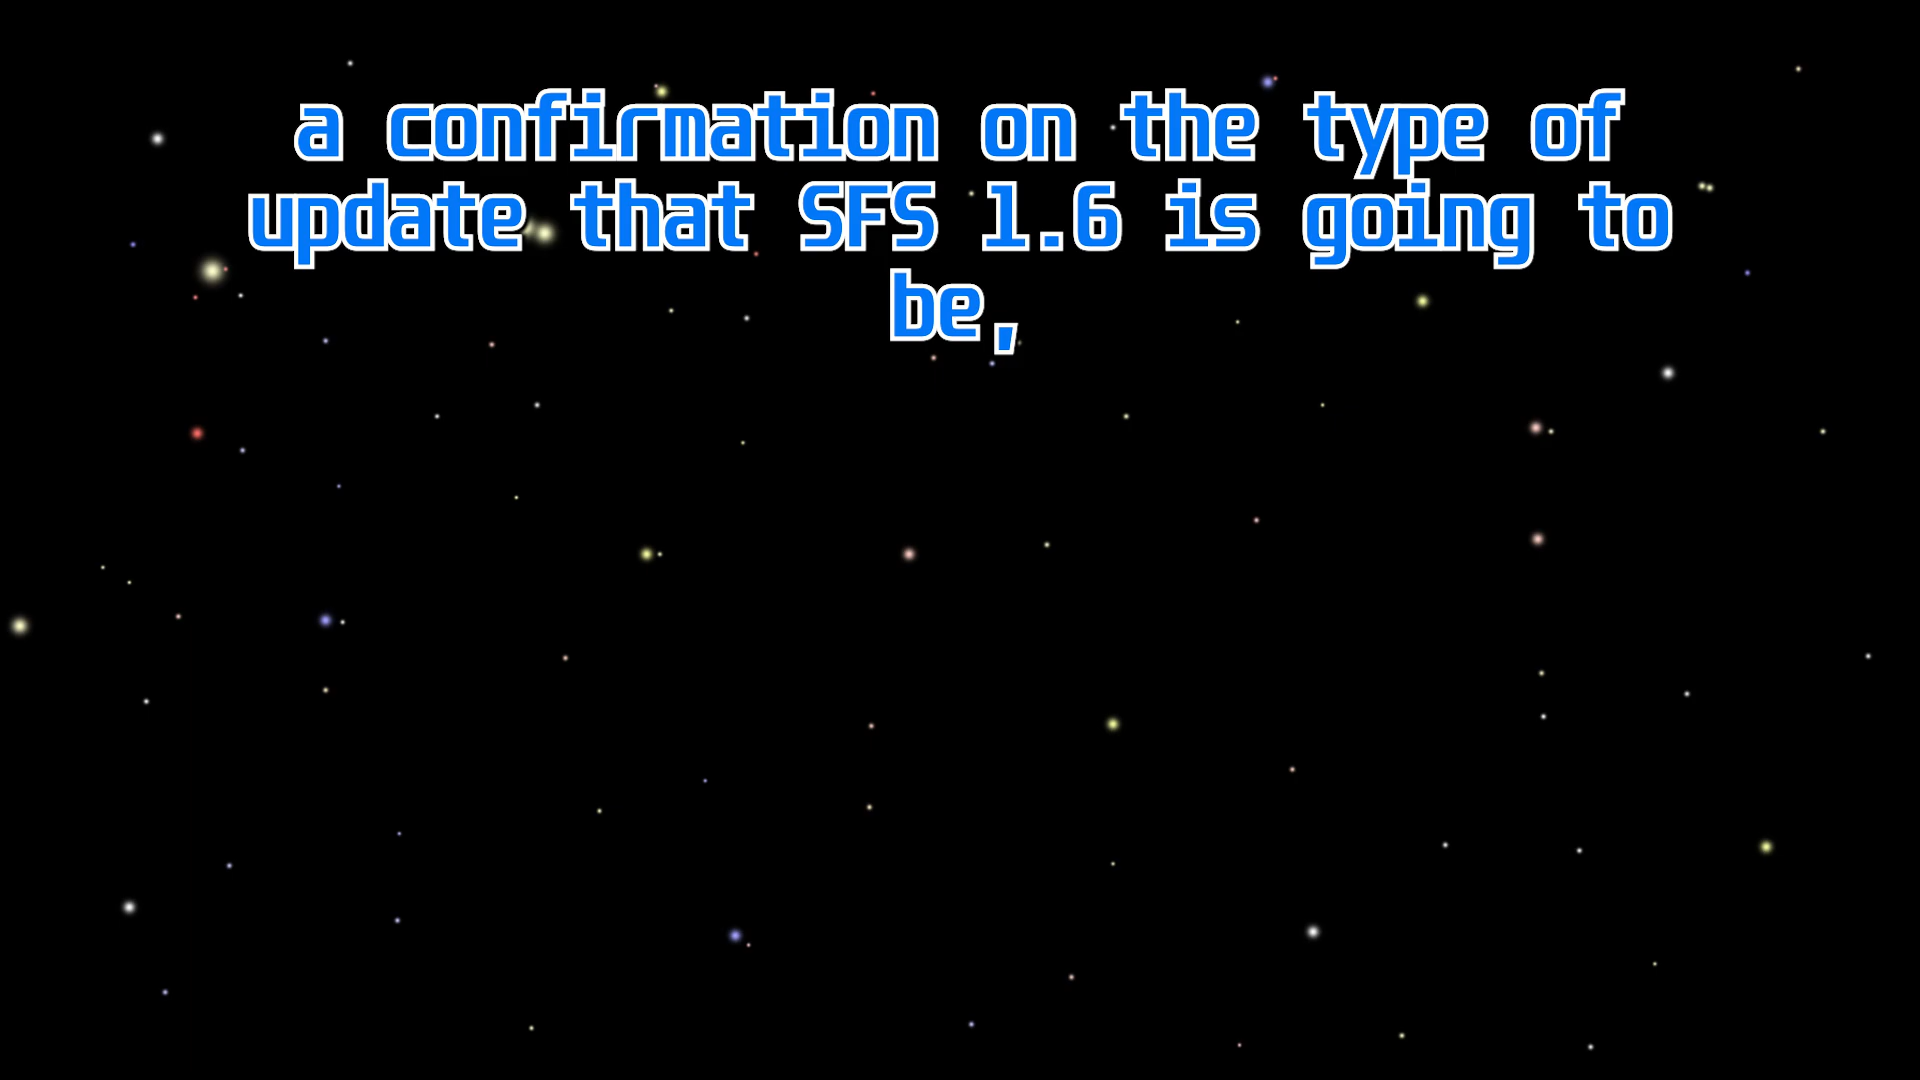 a confirmation on the type of
update that SFS 1.6 is going to
be,